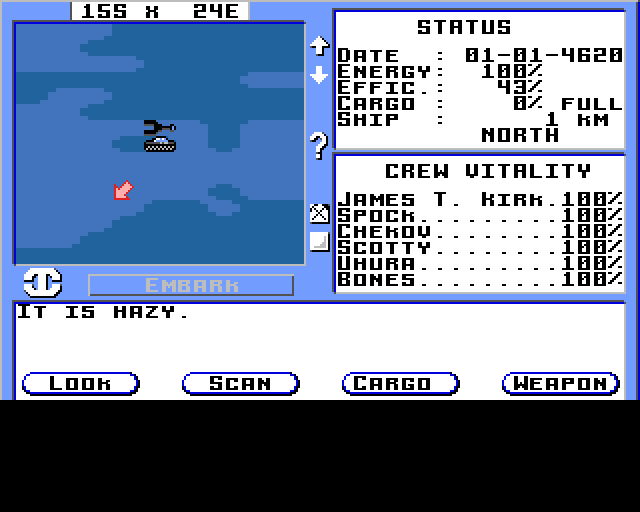 15S x 24E
STATUS
DATE : 01-01-4620
ENERGY: 100%
EFFIC.: 43%
CARGO : 0% FULL
SHIP : 1 KM
NORTH
CREW VITALITY
JAMES T. KIRK.100%
SPOCK.........100%
CHEKOV........100%
SCOTTY........100%
UHURA.........100%
BONES.........100%
?
EMBARK
IT IS HAZY.
LOOK SCAN CARGO WEAPON